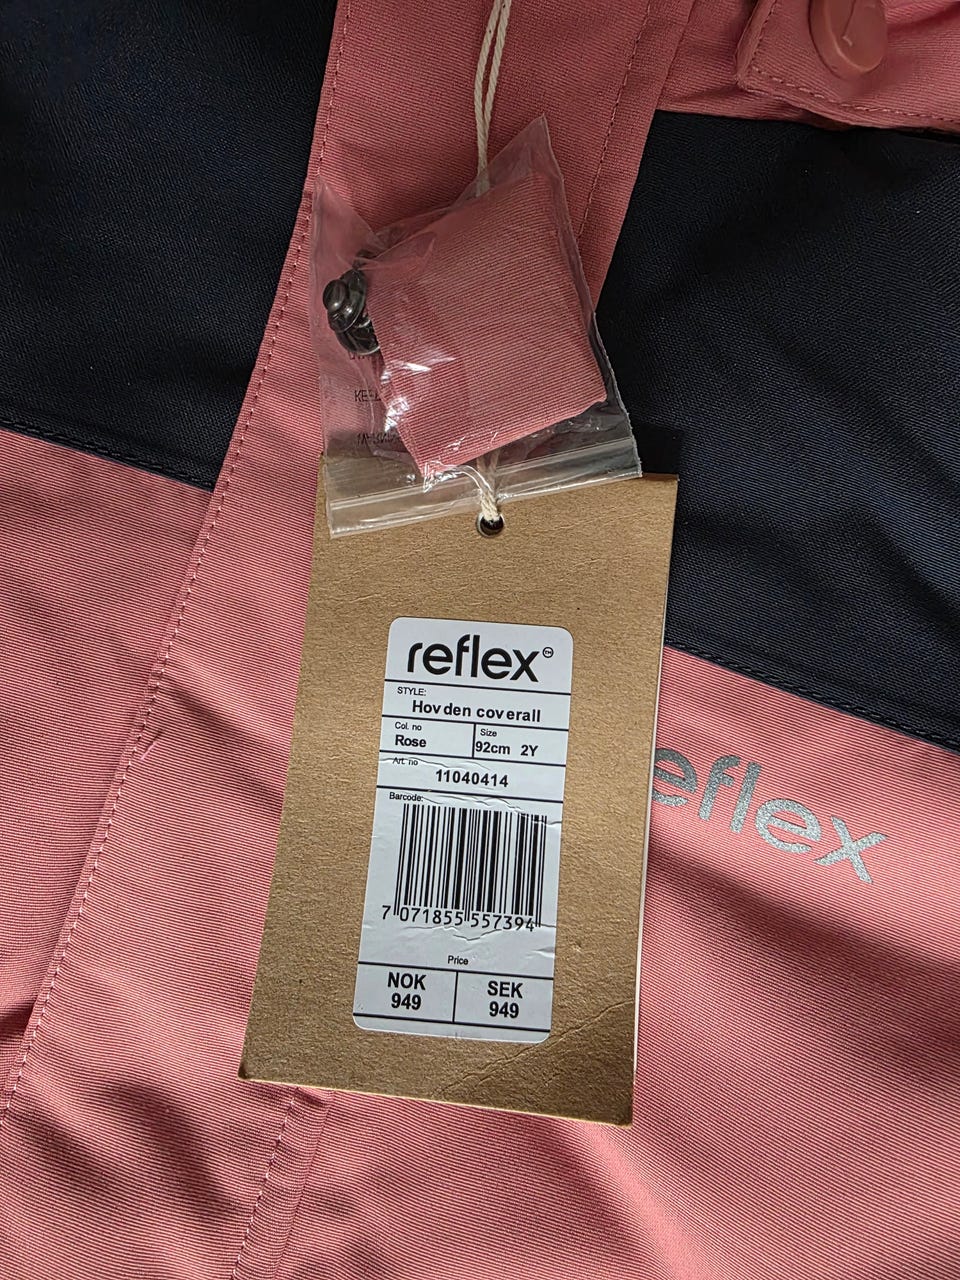 reflex™
STYLE:
Hovden coverall
Col. no
Rose
Size
92cm 2Y
Art. no
11040414
Barcode:
7 071855 557394
Price
NOK
949
SEK
949
eflex